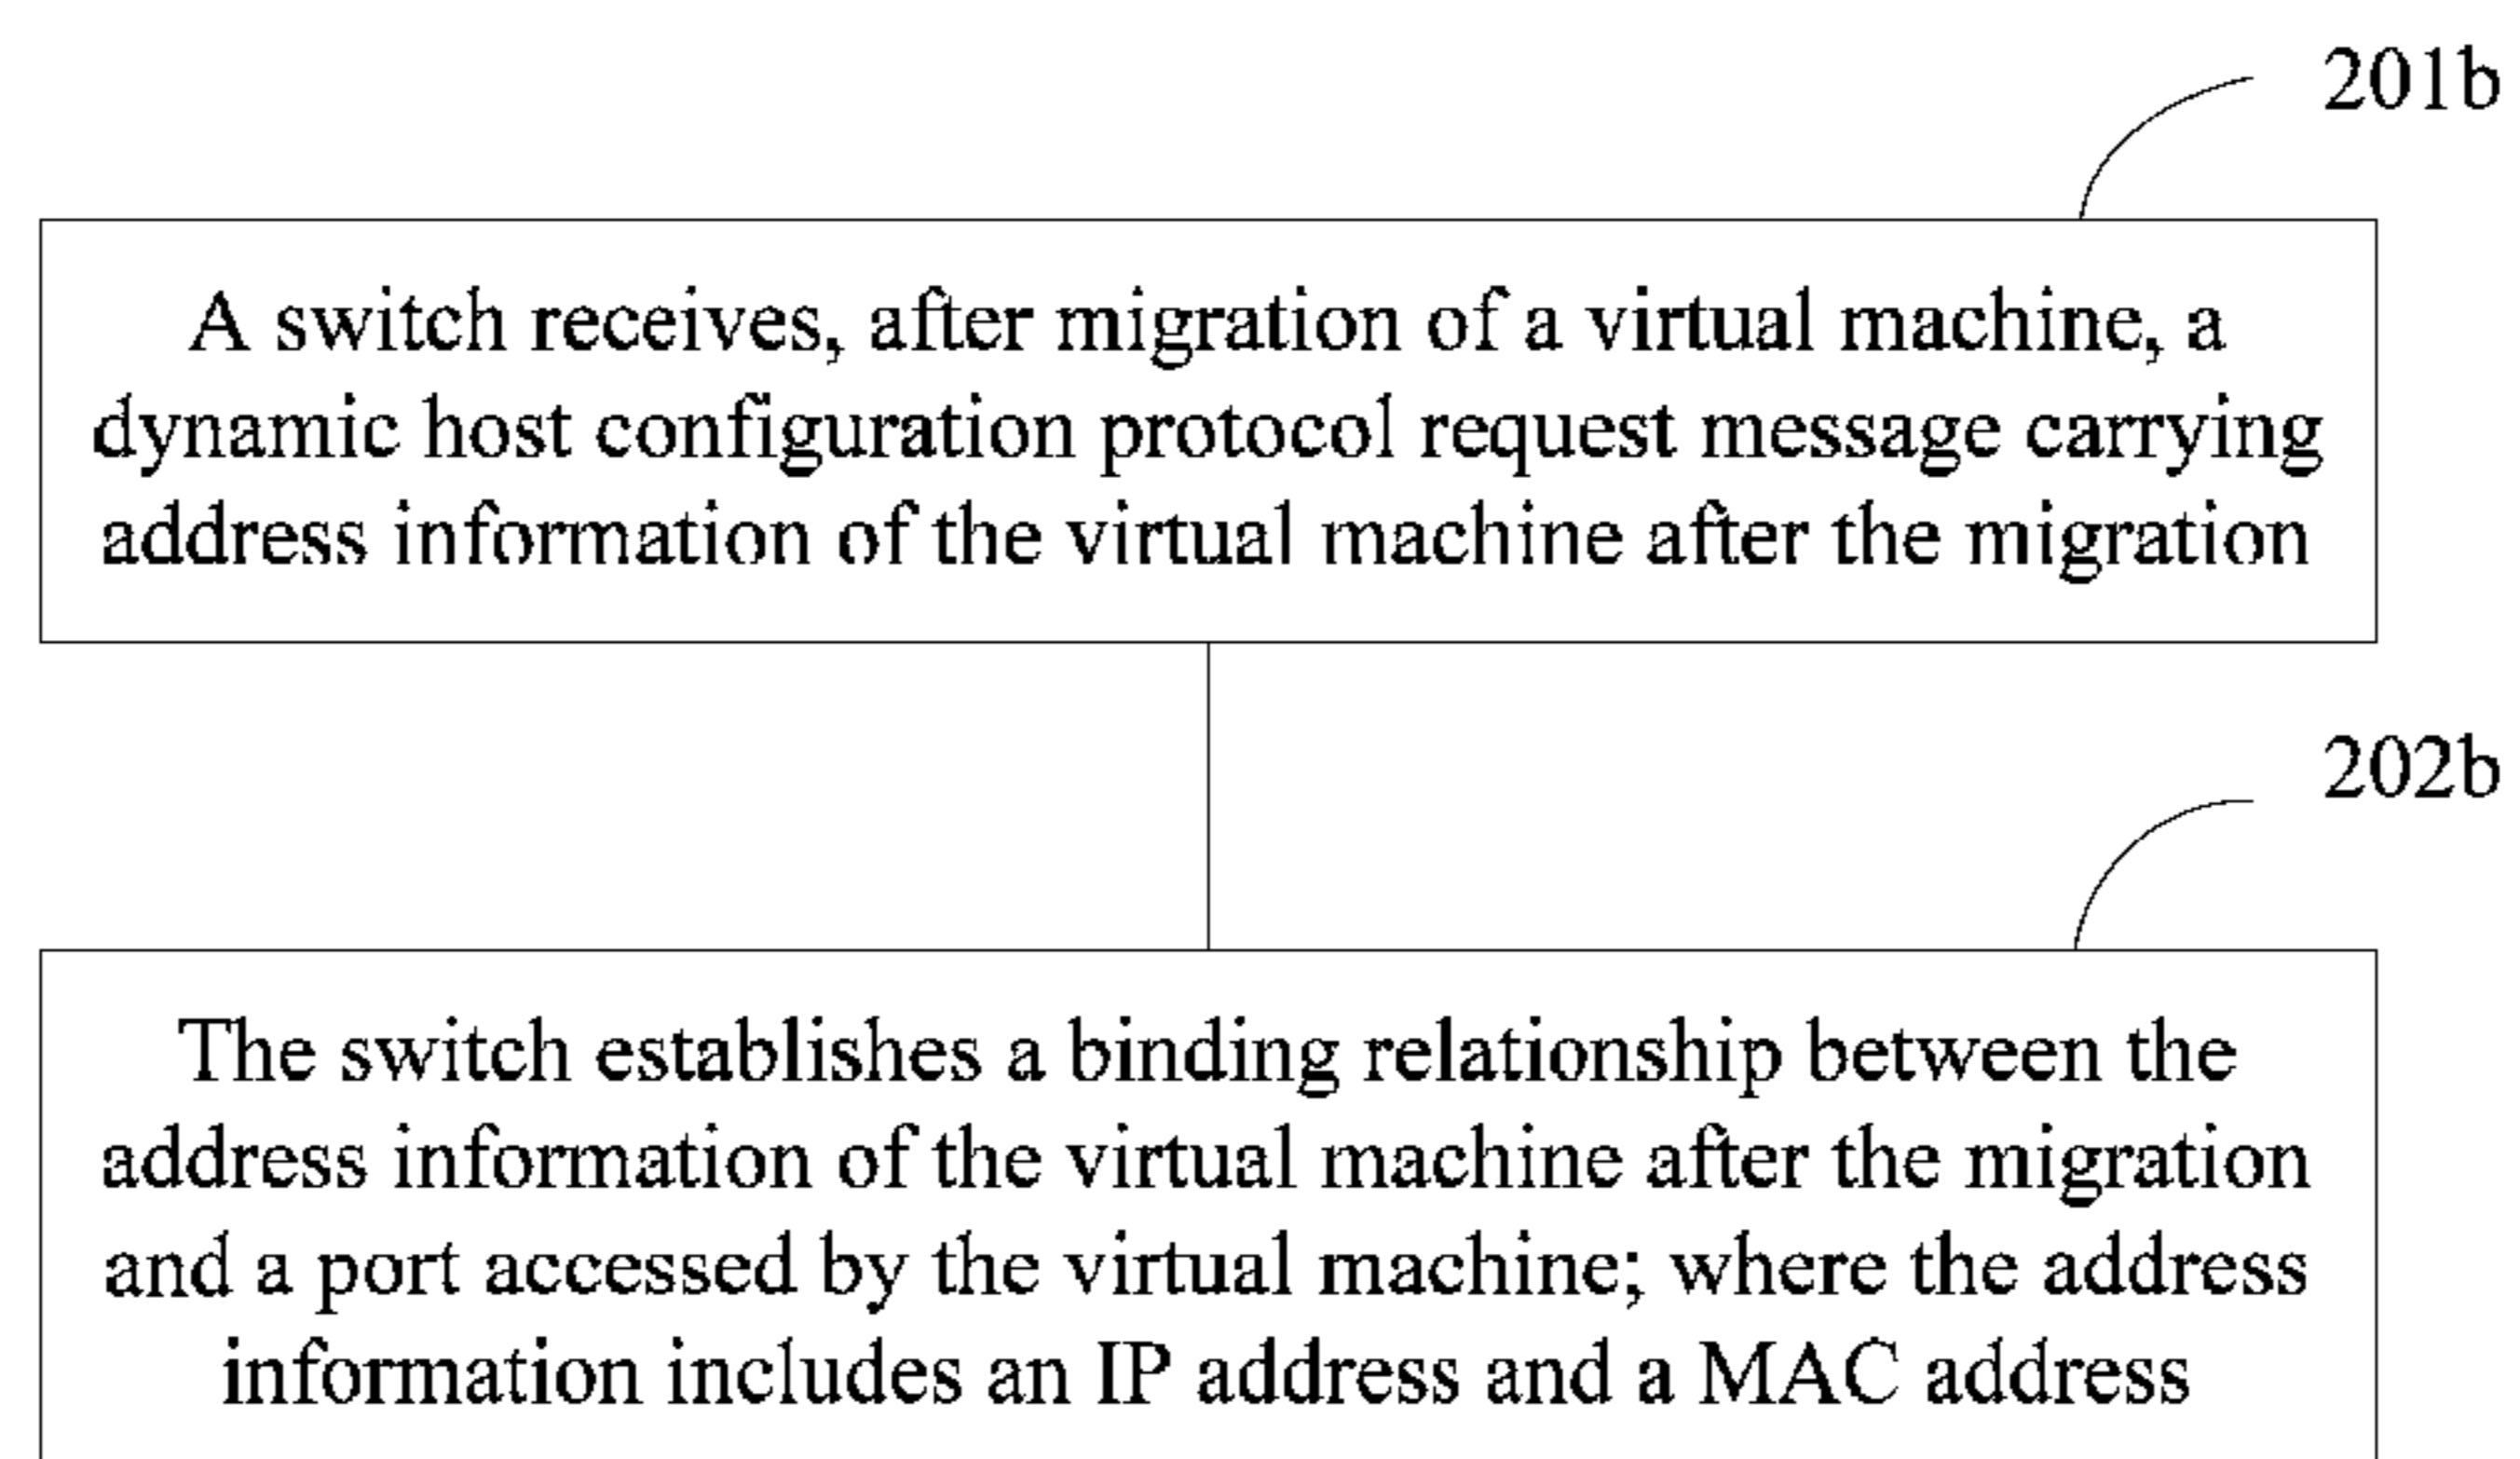 201b
A switch receives, after migration of a virtual machine, a
dynamic host configuration protocol request message carrying
address information of the virtual machine after the migration
202b
The switch establishes a binding relationship between the
address information of the virtual machine after the migration
and a port accessed by the virtual machine; where the address
information includes an IP address and a MAC address